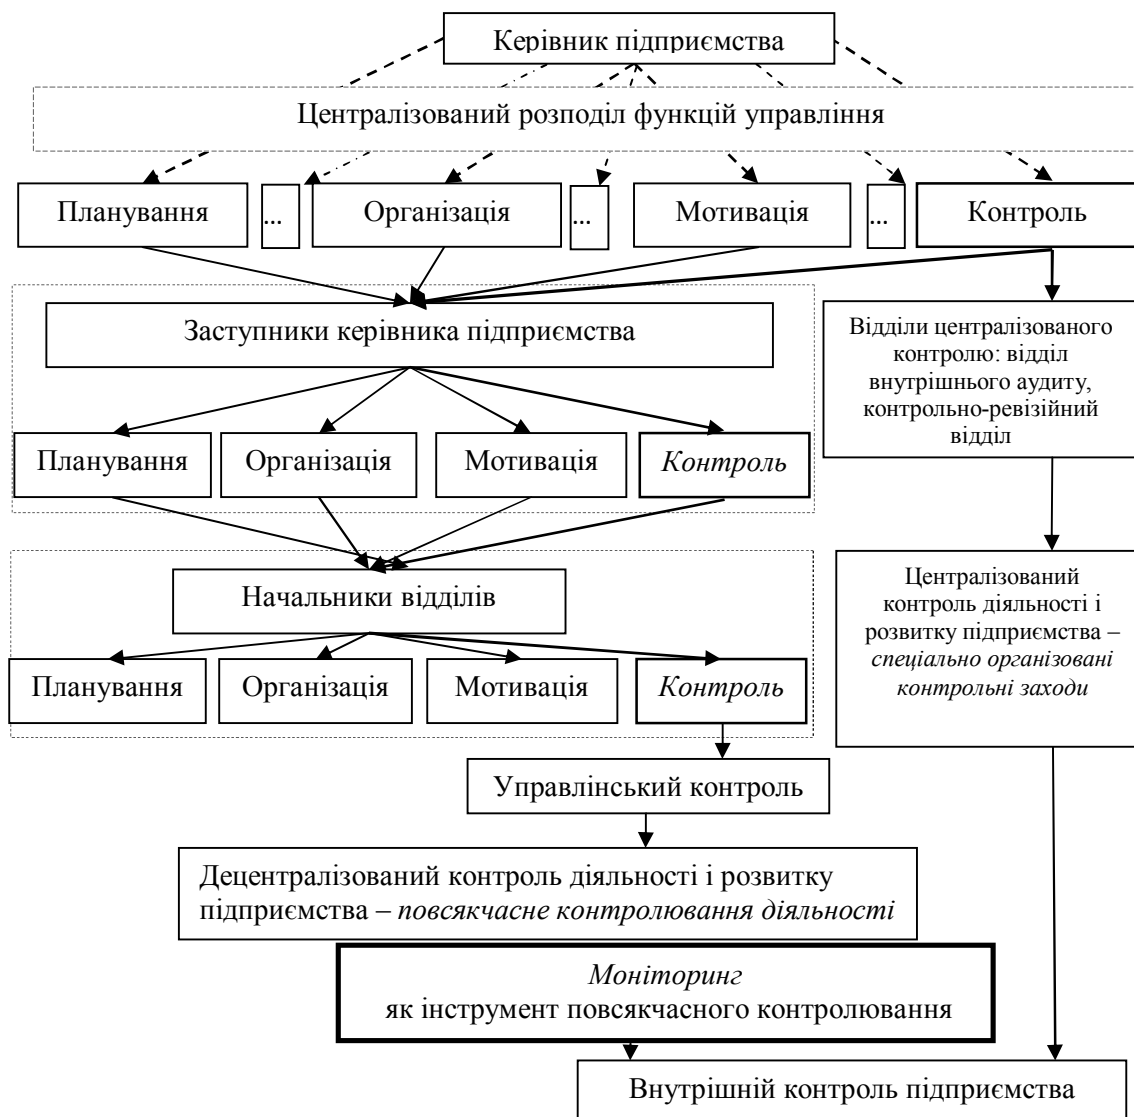 Керівник підприємства
Централізований розподіл функцій управління
Планування ... Організація ... Мотивація ... Контроль
Заступники керівника підприємства
Відділи централізованого
контролю: відділ
внутрішнього аудиту,
контрольно-ревізійний
відділ
Планування Організація Мотивація Контроль
Начальники відділів
Централізований
контроль діяльності і
розвитку підприємства –
спеціально організовані
контрольні заходи
Планування Організація Мотивація Контроль
Управлінський контроль
Децентралізований контроль діяльності і розвитку
підприємства – повсякчасне контролювання діяльності
Моніторинг
як інструмент повсякчасного контролювання
Внутрішній контроль підприємства